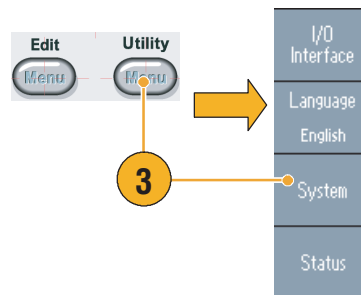 Edit Utility
Menu Menu
3
I/O
Interface
Language
English
System
Status